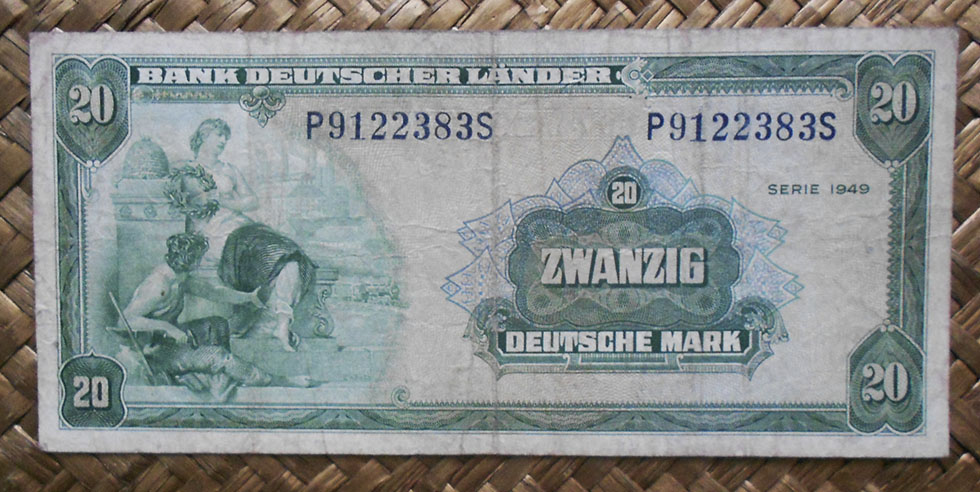 BANK DEUTSCHER LÄNDER
20
20
P9122383S
P9122383S
SERIE 1949
20
ZWANZIG
DEUTSCHE MARK
20
20